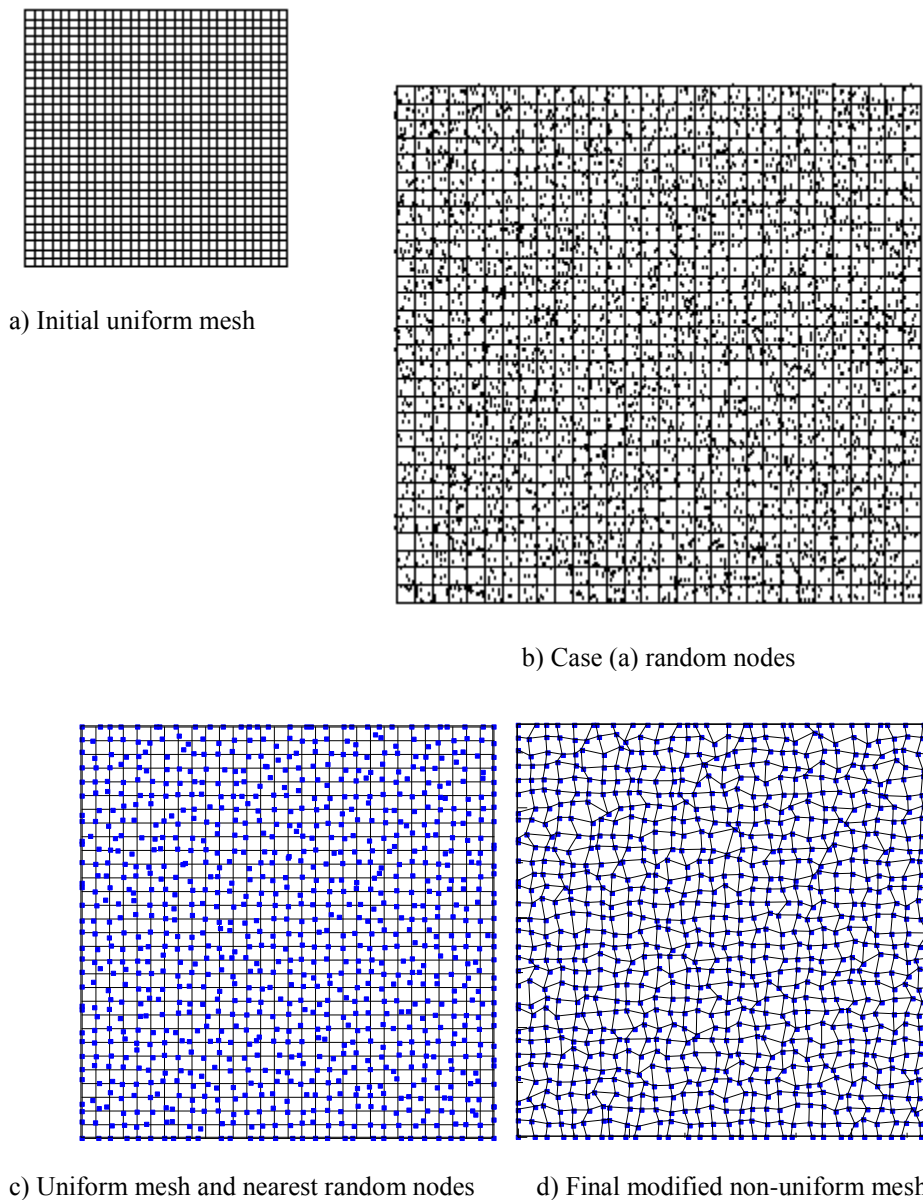 a) Initial uniform mesh
b) Case (a) random nodes
c) Uniform mesh and nearest random nodes
d) Final modified non-uniform mesh